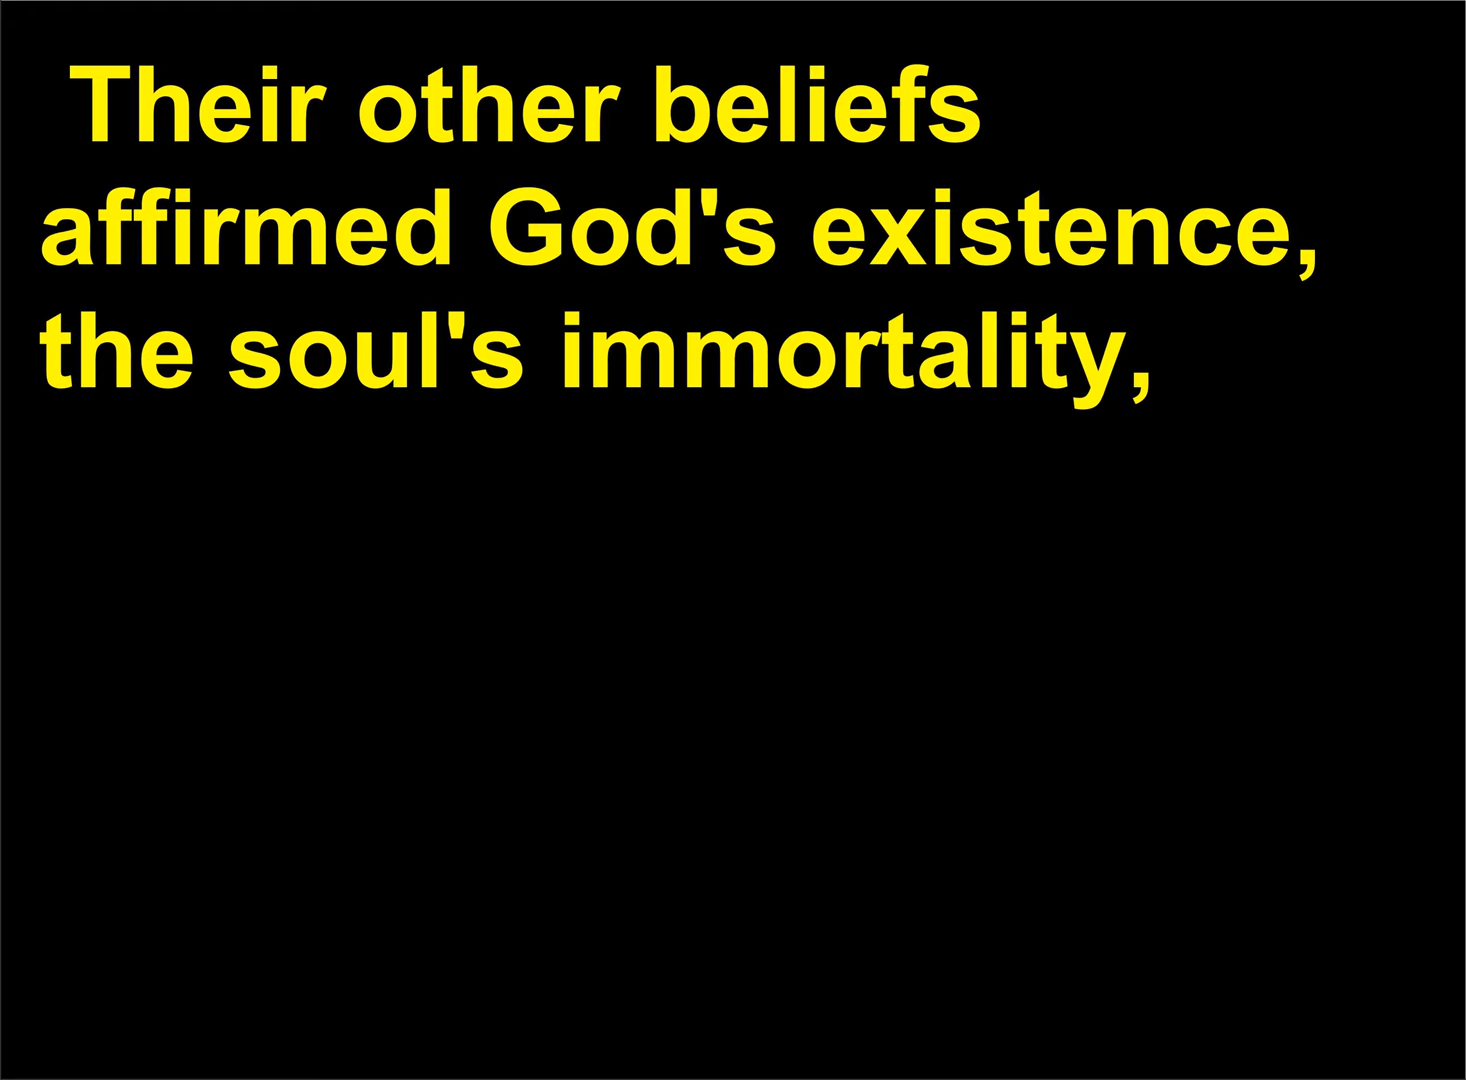 Their other beliefs
affirmed God's existence,
the soul's immortality,